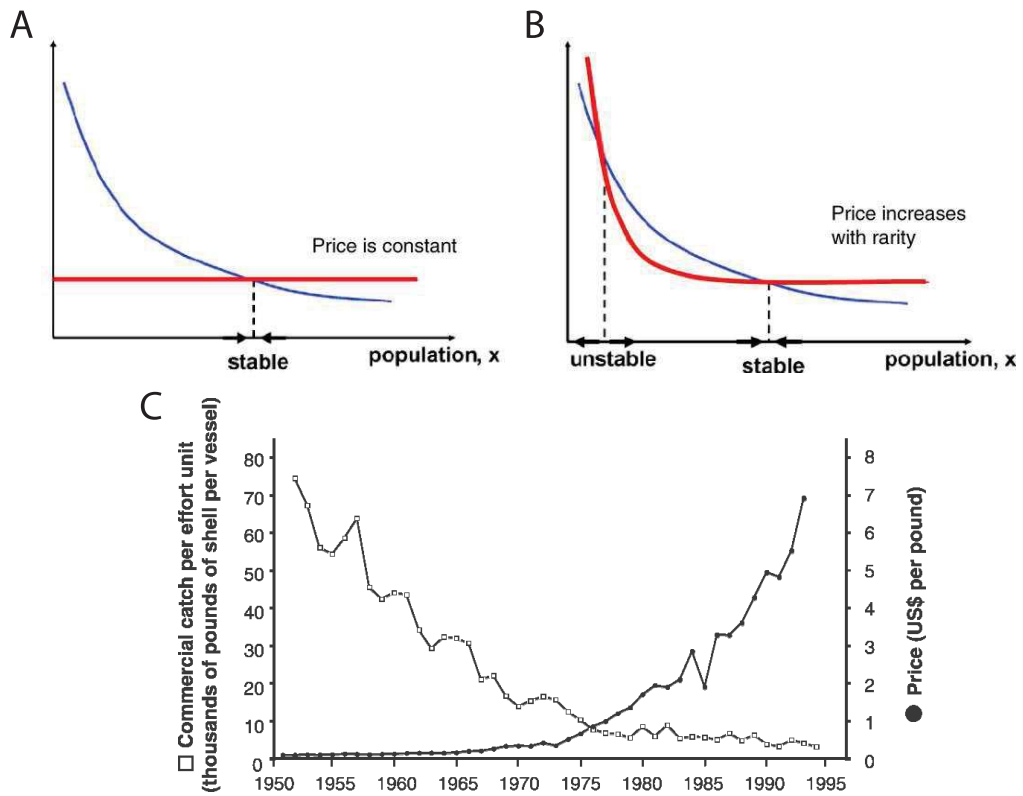 A
Price is constant
stable
population, x
B
Price increases
with rarity
unstable
stable
population, x
C
□ Commercial catch per effort unit
(thousands of pounds of shell per vessel)
80
70
60
50
40
30
20
10
0
8
7
6
5
4
3
2
1
0
● Price (US$ per pound)
1950 1955 1960 1965 1970 1975 1980 1985 1990 1995